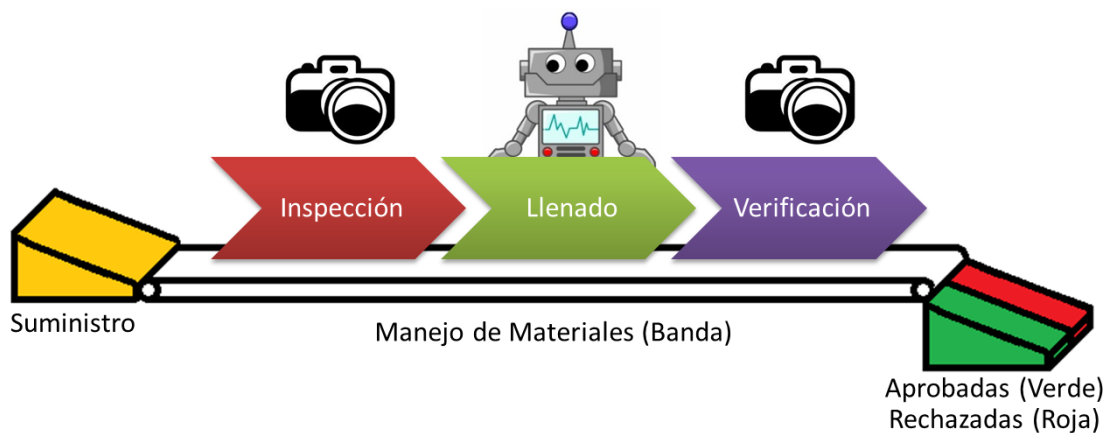 Inspección
Llenado
Verificación
Suministro
Manejo de Materiales (Banda)
Aprobadas (Verde)
Rechazadas (Roja)